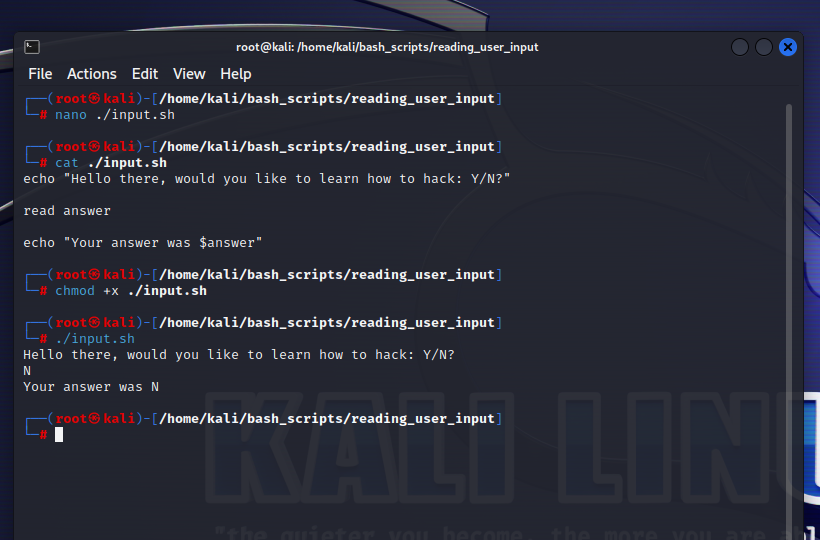 root@kali: /home/kali/bash_scripts/reading_user_input
File Actions Edit View Help
┌──(root㉿kali)-[/home/kali/bash_scripts/reading_user_input]
└─# nano ./input.sh
┌──(root㉿kali)-[/home/kali/bash_scripts/reading_user_input]
└─# cat ./input.sh
echo "Hello there, would you like to learn how to hack: Y/N?"
read answer
echo "Your answer was $answer"
┌──(root㉿kali)-[/home/kali/bash_scripts/reading_user_input]
└─# chmod +x ./input.sh
┌──(root㉿kali)-[/home/kali/bash_scripts/reading_user_input]
└─# ./input.sh
Hello there, would you like to learn how to hack: Y/N?
N
Your answer was N
┌──(root㉿kali)-[/home/kali/bash_scripts/reading_user_input]
└─#
KALI LINU
"the quieter you become, the more you are abl